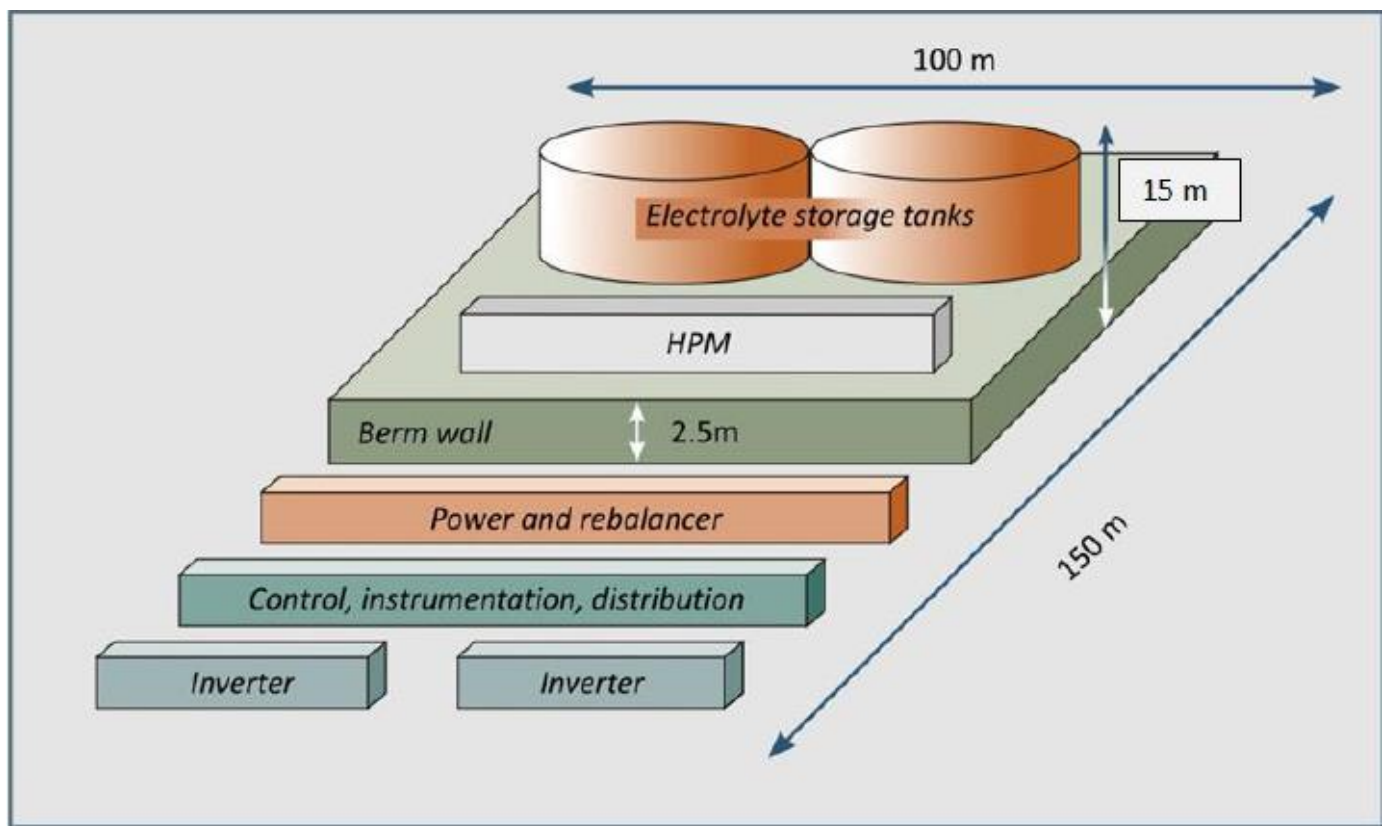 100 m
15 m
Electrolyte storage tanks
HPM
Berm wall
2.5m
Power and rebalancer
150 m
Control, instrumentation, distribution
Inverter
Inverter